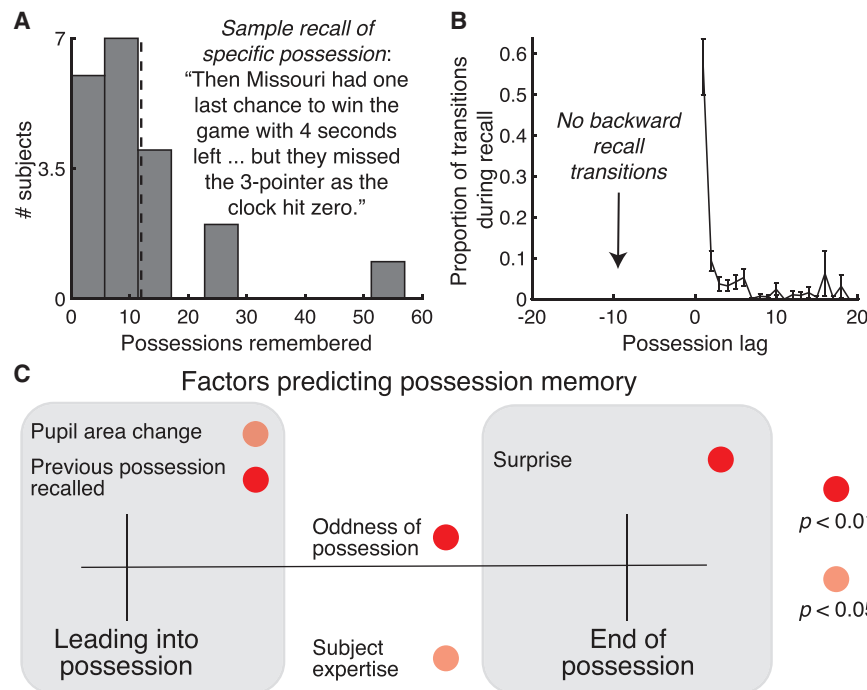 A
# subjects
7
3.5
0
0
10
20
30
40
50
60
Possessions remembered
Sample recall of
specific possession:
“Then Missouri had one
last chance to win the
game with 4 seconds
left ... but they missed
the 3-pointer as the
clock hit zero.”
B
Proportion of transitions
during recall
0.6
0.5
0.4
0.3
0.2
0.1
0
-20
-10
0
10
20
Possession lag
No backward
recall
transitions
C
Factors predicting possession memory
Pupil area change
Previous possession
recalled
Leading into
possession
Oddness of
possession
Subject
expertise
Surprise
End of
possession
p < 0.01
p < 0.05